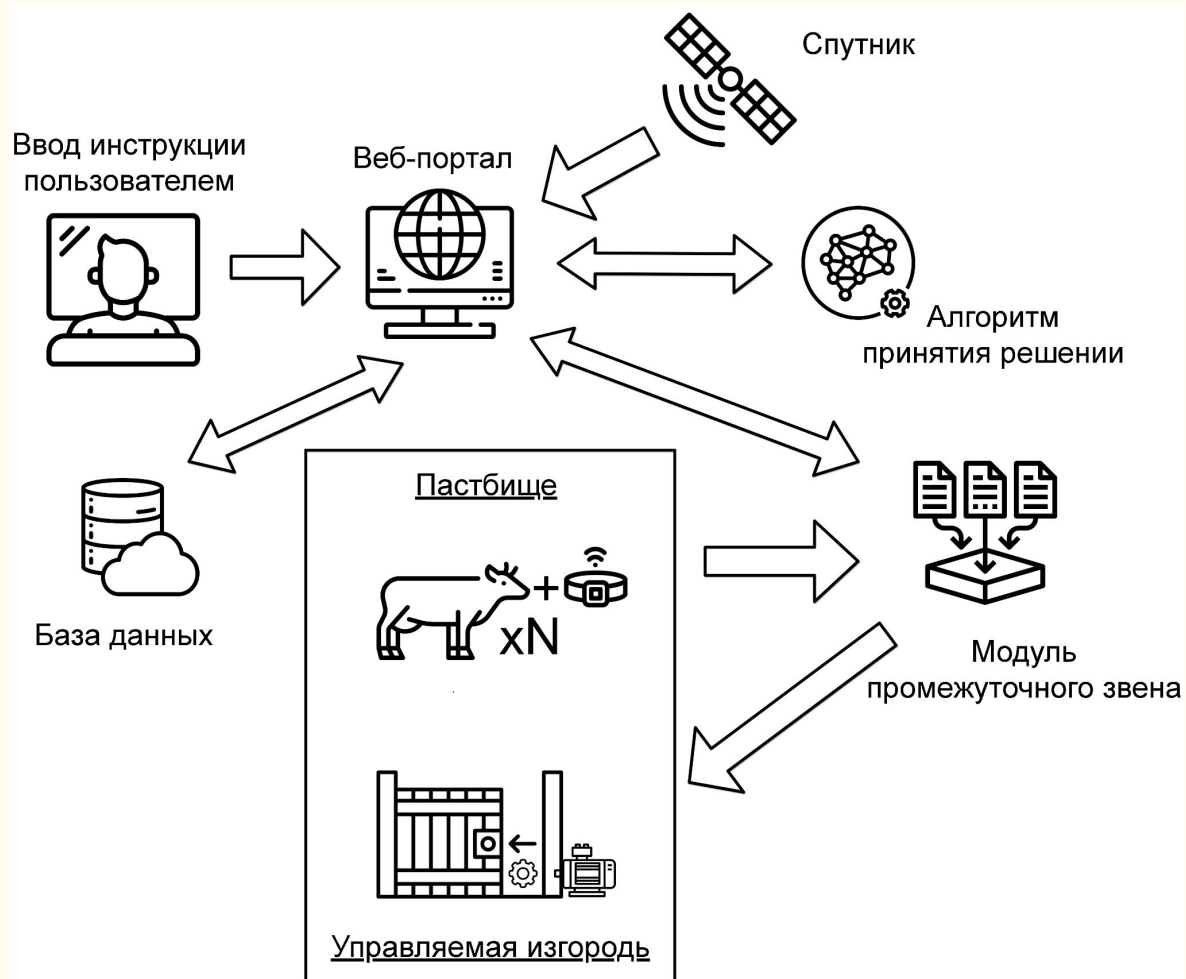 Спутник
Ввод инструкции
пользователем
Веб-портал
Алгоритм
принятия решении
Пастбище
+
xN
База данных
Модуль
промежуточного звена
Управляемая изгородь